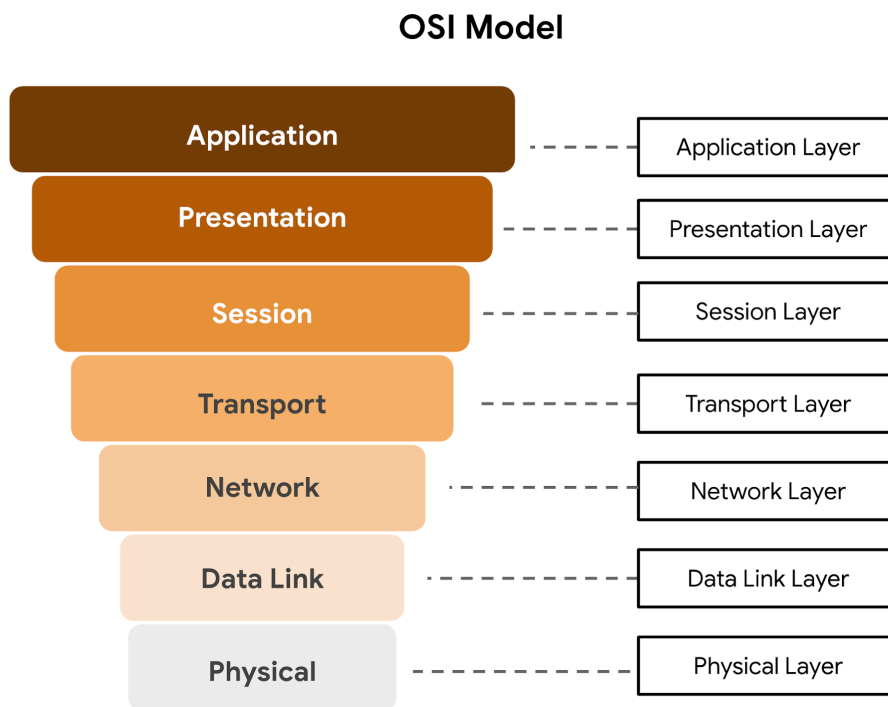 OSI Model
Application
Application Layer
Presentation
Presentation Layer
Session
Session Layer
Transport
Transport Layer
Network
Network Layer
Data Link
Data Link Layer
Physical
Physical Layer